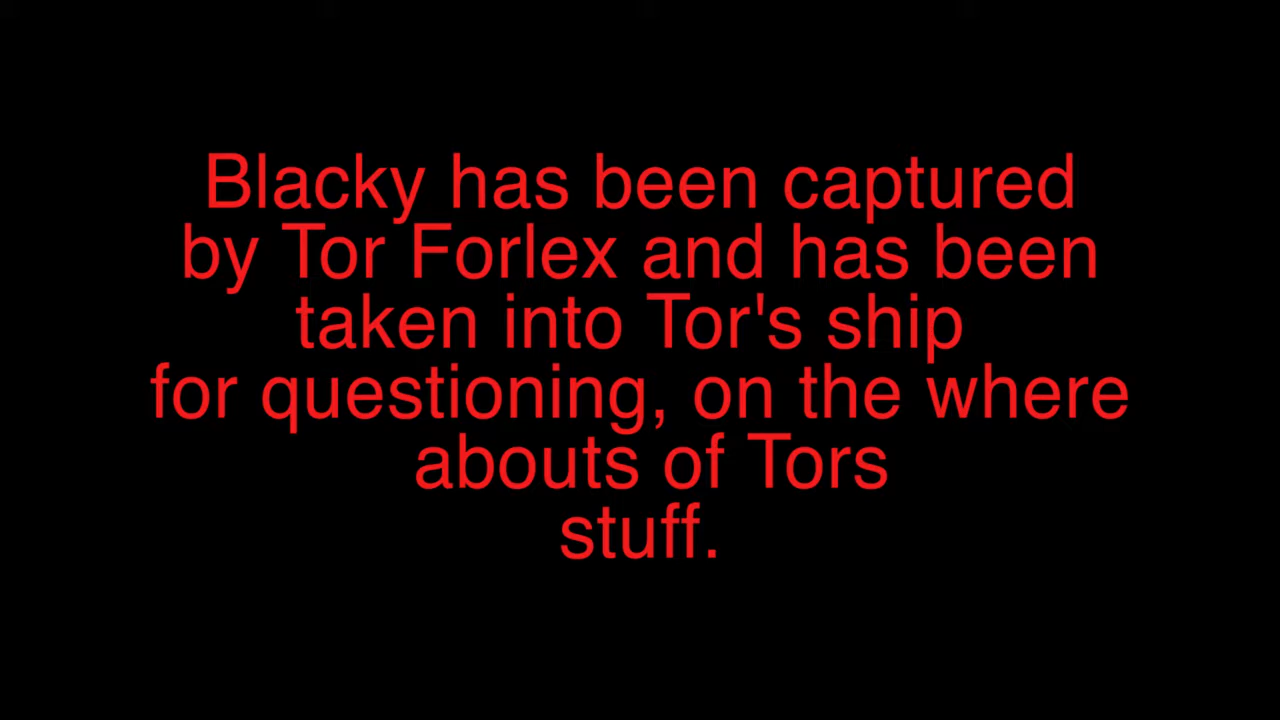 Blacky has been captured
by Tor Forlex and has been
taken into Tor's ship
for questioning, on the where
abouts of Tors
stuff.